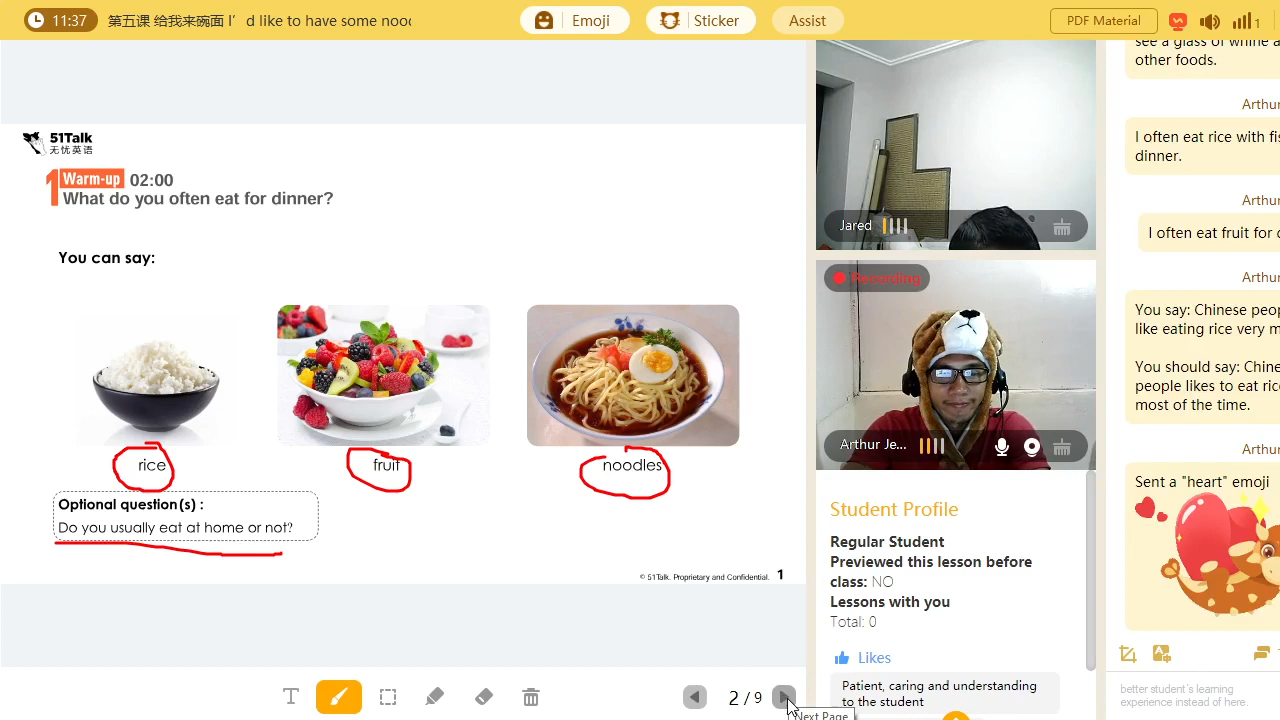 11:37
第五课 给我来碗面 I'd like to have some nood
Emoji
Sticker
Assist
PDF Material
1
51Talk
无忧英语
1 Warm-up 02:00
What do you often eat for dinner?
You can say:
rice
fruit
noodles
Optional question(s) :
Do you usually eat at home or not?
© 51Talk. Proprietary and Confidential. 1
T
2 / 9
Next Page
Jared
Recording
Arthur Je...
Student Profile
Regular Student
Previewed this lesson before
class: NO
Lessons with you
Total: 0
Likes
Patient, caring and understanding
to the student
see a glass of whine a
other foods.
Arthur
I often eat rice with fis
dinner.
Arthur
I often eat fruit for d
Arthur
You say: Chinese peop
like eating rice very m
You should say: Chine
people likes to eat rice
most of the time.
Arthur
Sent a "heart" emoji
better student's learning
experience instead of here.